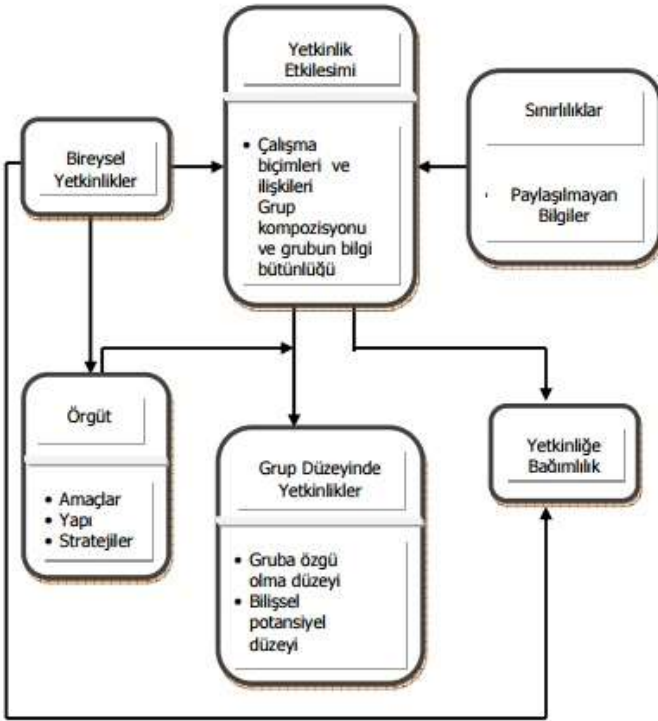 Yetkinlik
Etkilesimi
• Çalışma
biçimleri ve
ilişkileri
Grup
kompozisyonu
ve grubun bilgi
bütünlüğü
Sınırlılıklar
• Paylaşılmayan
Bilgiler
Bireysel
Yetkinlikler
Örgüt
• Amaçlar
• Yapı
• Stratejiler
Grup Düzeyinde
Yetkinlikler
• Gruba özgü
olma düzeyi
• Bilişsel
potansiyel
düzeyi
Yetkinliğe
Bağımlılık